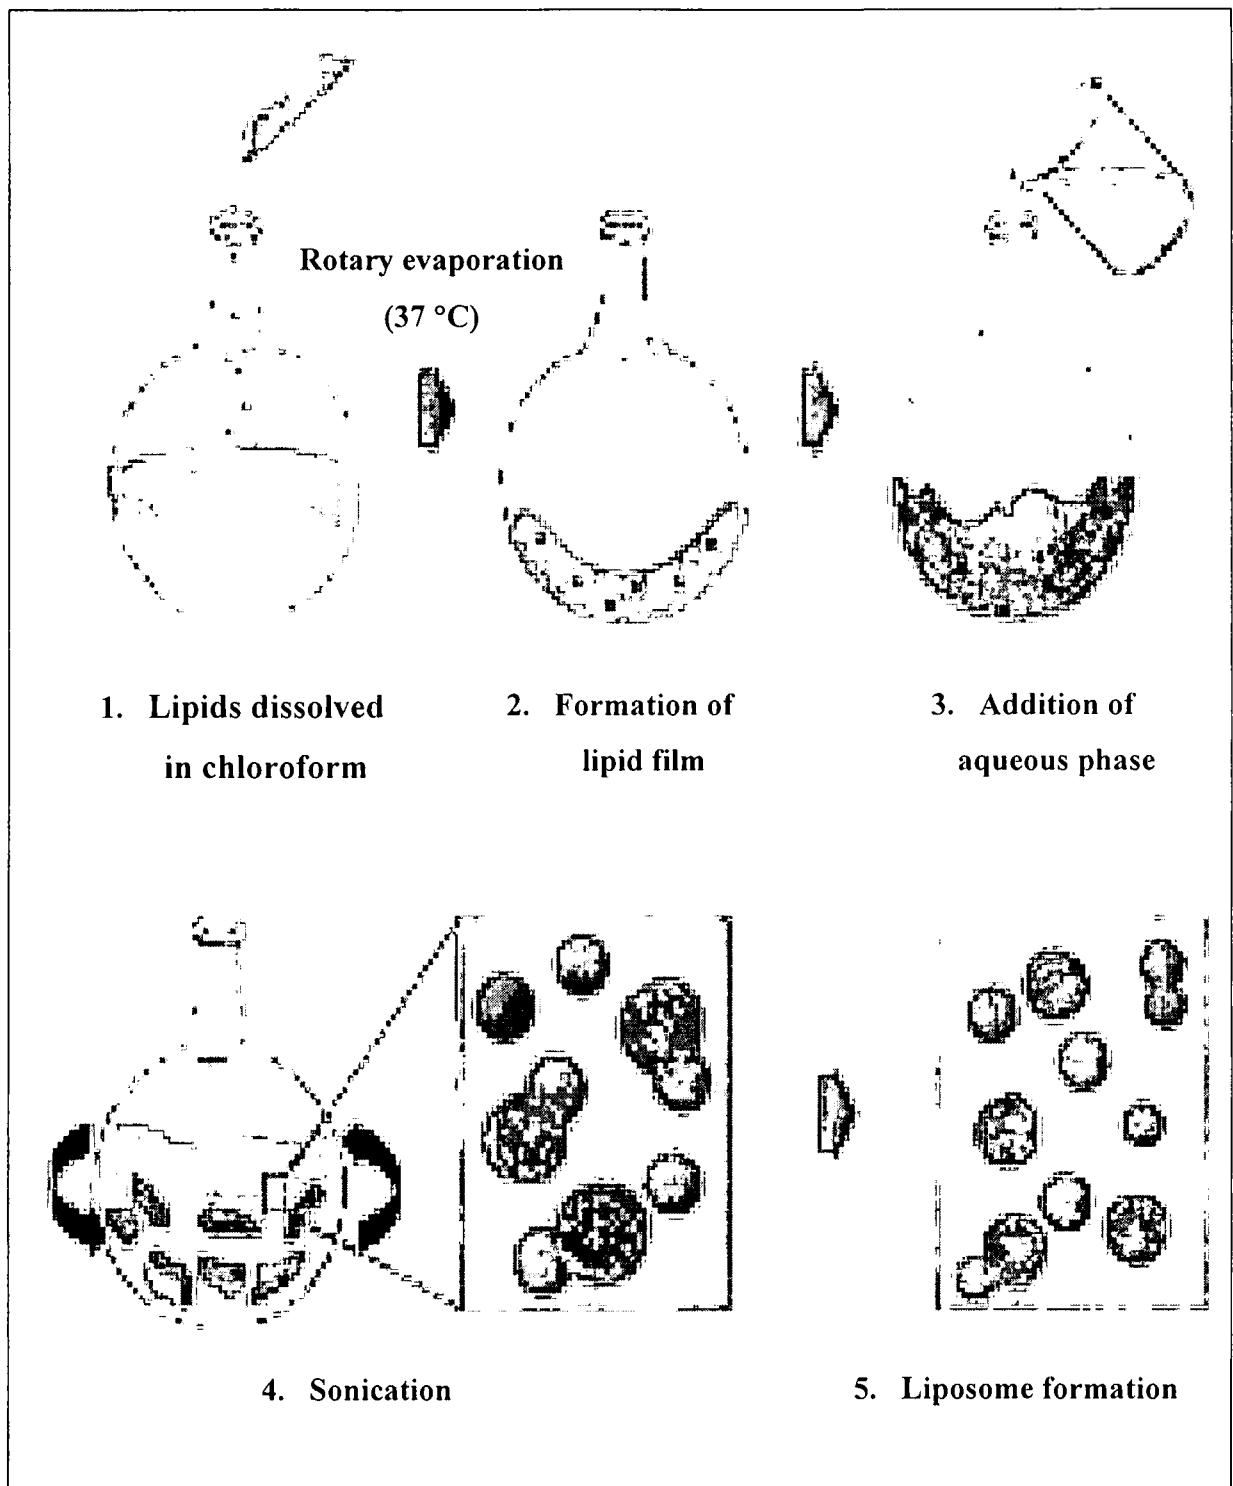 Rotary evaporation
(37 °C)
1. Lipids dissolved
in chloroform
2. Formation of
lipid film
3. Addition of
aqueous phase
4. Sonication
5. Liposome formation